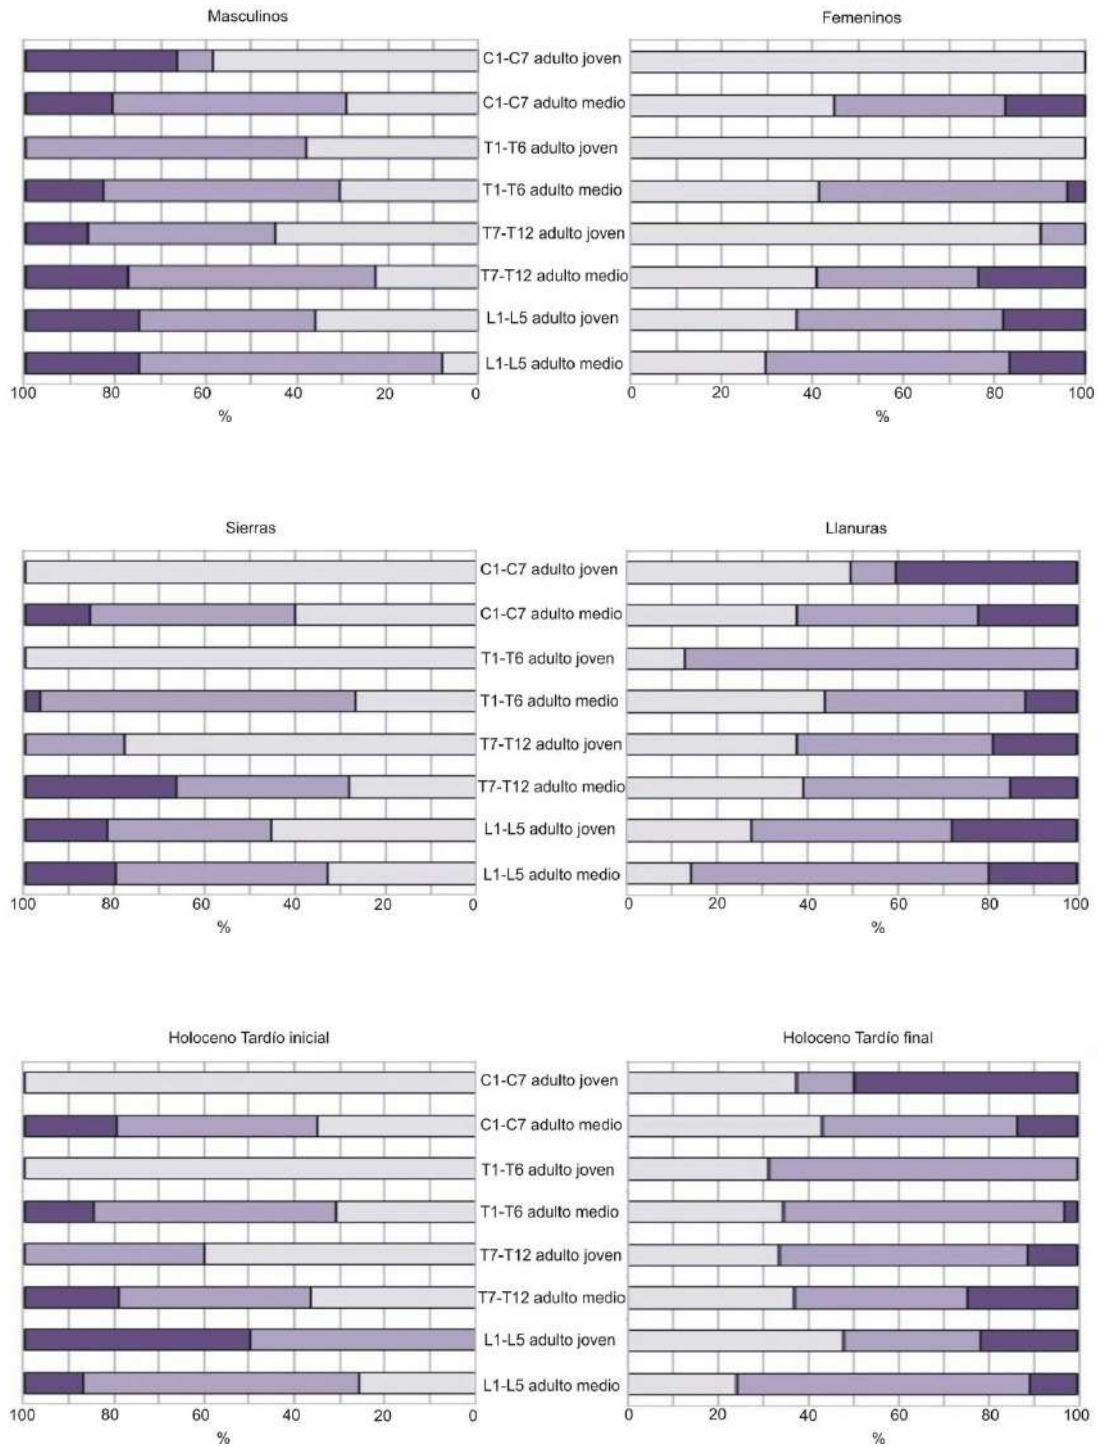 Masculinos Femeninos
C1-C7 adulto joven
C1-C7 adulto medio
T1-T6 adulto joven
T1-T6 adulto medio
T7-T12 adulto joven
T7-T12 adulto medio
L1-L5 adulto joven
L1-L5 adulto medio
100 80 60 40 20 0 0 20 40 60 80 100
% %
Sierras Llanuras
C1-C7 adulto joven
C1-C7 adulto medio
T1-T6 adulto joven
T1-T6 adulto medio
T7-T12 adulto joven
T7-T12 adulto medio
L1-L5 adulto joven
L1-L5 adulto medio
100 80 60 40 20 0 0 20 40 60 80 100
% %
Holoceno Tardío inicial Holoceno Tardío final
C1-C7 adulto joven
C1-C7 adulto medio
T1-T6 adulto joven
T1-T6 adulto medio
T7-T12 adulto joven
T7-T12 adulto medio
L1-L5 adulto joven
L1-L5 adulto medio
100 80 60 40 20 0 0 20 40 60 80 100
% %